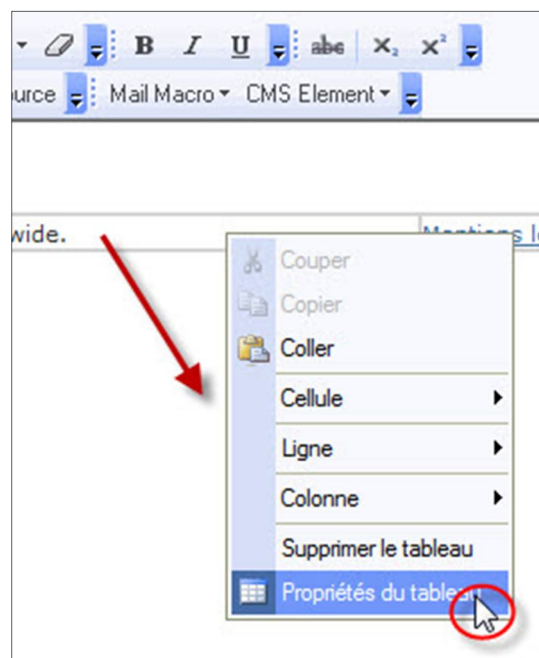 B I U abc x₂ x²
urce Mail Macro CMS Element
wide. Mentions l
Couper
Copier
Coller
Cellule
Ligne
Colonne
Supprimer le tableau
Propriétés du tableau